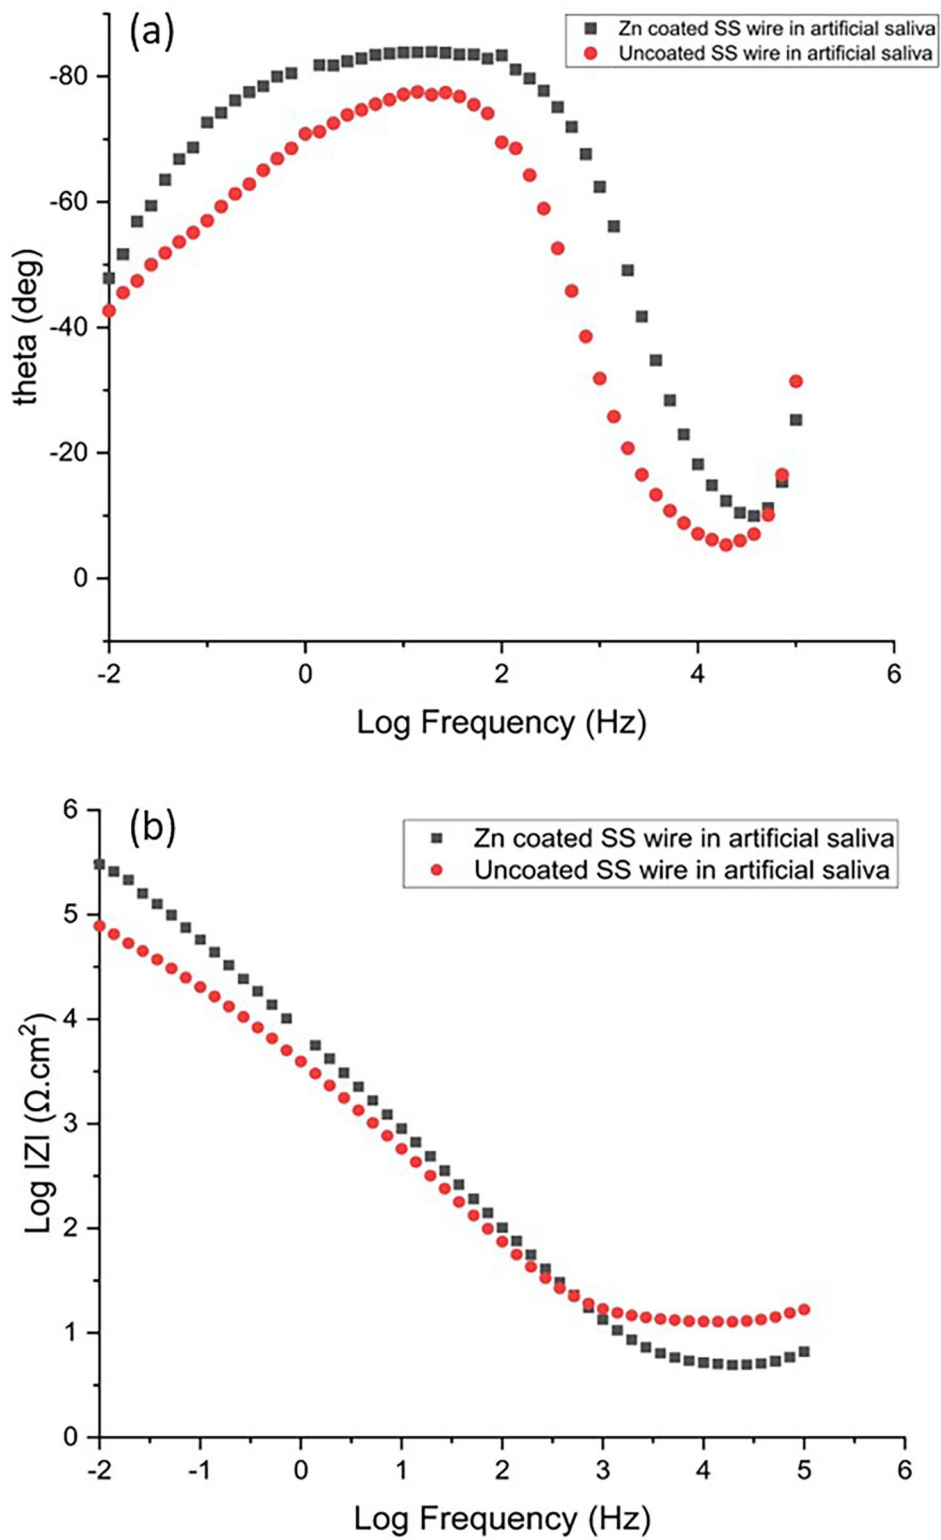 (a)
Zn coated SS wire in artificial saliva
Uncoated SS wire in artificial saliva
-80
-60
-40
-20
0
theta (deg)
-2 0 2 4 6
Log Frequency (Hz)
(b)
Zn coated SS wire in artificial saliva
Uncoated SS wire in artificial saliva
6
5
4
3
2
1
0
Log IZI (Ω.cm²)
-2 -1 0 1 2 3 4 5 6
Log Frequency (Hz)